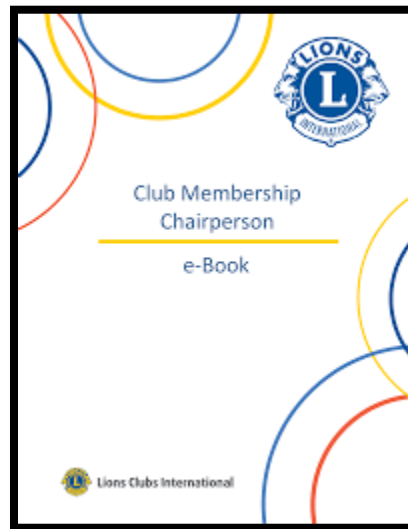 LIONS
L
INTERNATIONAL
Club Membership
Chairperson
e-Book
Lions Clubs International